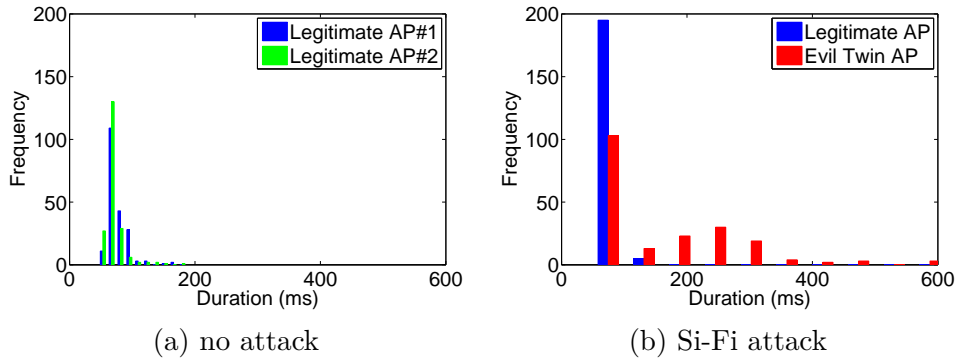 200
150
100
50
0
Frequency
Legitimate AP#1
Legitimate AP#2
0 200 400 600
Duration (ms)
(a) no attack
200
150
100
50
0
Frequency
Legitimate AP
Evil Twin AP
0 200 400 600
Duration (ms)
(b) Si-Fi attack